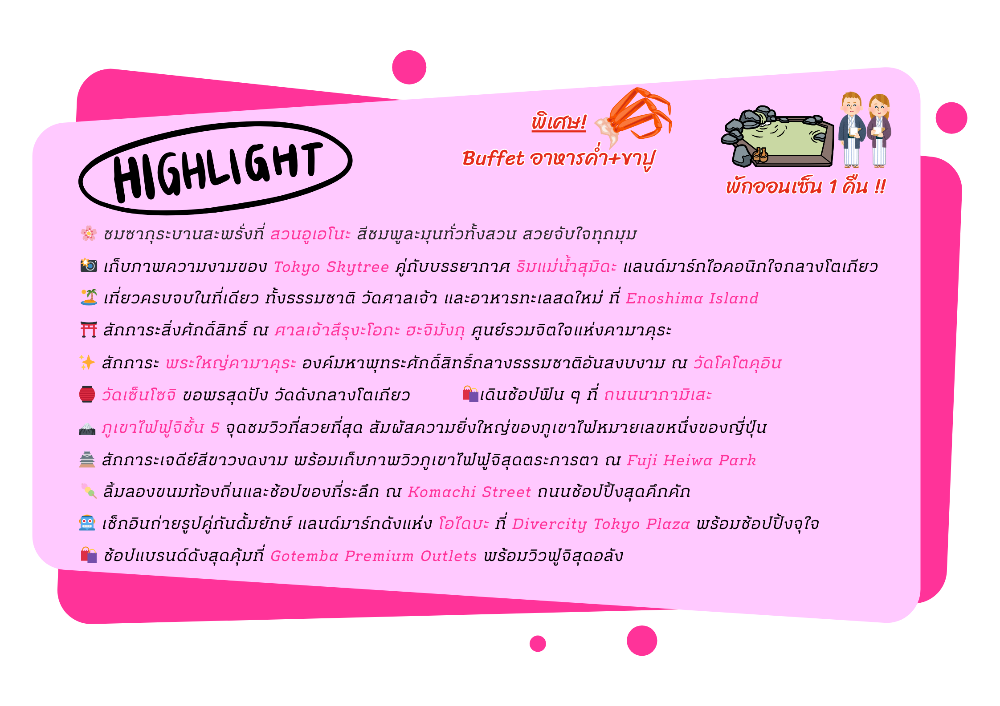 HIGHLIGHT
พิเศษ!
Buffet อาหารค่ำ+ขาปู
พักออนเซ็น 1 คืน !!
ชมซากุระบานสะพรั่งที่ สวนอูเอโนะ สีชมพูละมุนทั่วทั้งสวน สวยจับใจทุกมุม
เก็บภาพความงามของ Tokyo Skytree คู่กับบรรยากาศ ริมแม่น้ำสุมิดะ แลนด์มาร์กไอคอนิกใจกลางโตเกียว
เที่ยวครบจบในที่เดียว ทั้งธรรมชาติ วัดศาลเจ้า และอาหารทะเลสดใหม่ ที่ Enoshima Island
สักการะสิ่งศักดิ์สิทธิ์ ณ ศาลเจ้าสึรุงะโอกะ ฮะจิมังกุ ศูนย์รวมจิตใจแห่งคามาคุระ
สักการะ พระใหญ่คามาคุระ องค์มหาพุทธะศักดิ์สิทธิ์กลางธรรมชาติอันสงบงาม ณ วัดโคโตคุอิน
วัดเซ็นโซจิ ขอพรสุดปัง วัดดังกลางโตเกียว
เดินช้อปฟิน ๆ ที่ ถนนนากามิเสะ
ภูเขาไฟฟูจิชั้น 5 จุดชมวิวที่สวยที่สุด สัมผัสความยิ่งใหญ่ของภูเขาไฟหมายเลขหนึ่งของญี่ปุ่น
สักการะเจดีย์สีขาวงดงาม พร้อมเก็บภาพวิวภูเขาไฟฟูจิสุดตระการตา ณ Fuji Heiwa Park
ลิ้มลองขนมท้องถิ่นและช้อปของที่ระลึก ณ Komachi Street ถนนช้อปปิ้งสุดคึกคัก
เช็กอินถ่ายรูปคู่กันดั้มยักษ์ แลนด์มาร์กดังแห่ง โอไดบะ ที่ Divercity Tokyo Plaza พร้อมช้อปปิ้งจุใจ
ช้อปแบรนด์ดังสุดคุ้มที่ Gotemba Premium Outlets พร้อมวิวฟูจิสุดอลัง